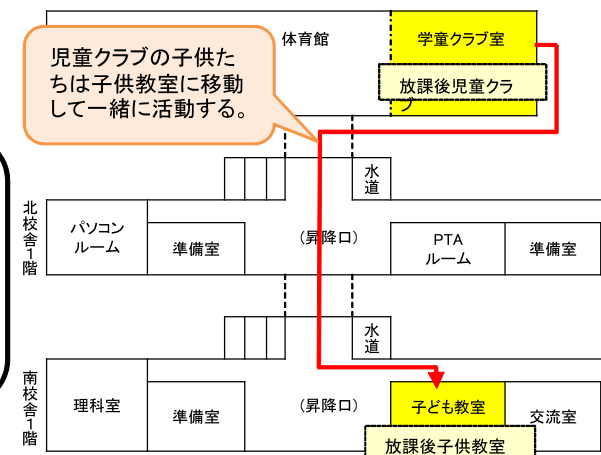 児童クラブの子供た
ちは子供教室に移動
して一緒に活動する。
体育館
学童クラブ室
放課後児童クラ
ブ
水道
北校舎1階
パソコン
ルーム
準備室
(昇降口)
PTA
ルーム
準備室
水道
南校舎1階
理科室
準備室
(昇降口)
子ども教室
交流室
放課後子供教室